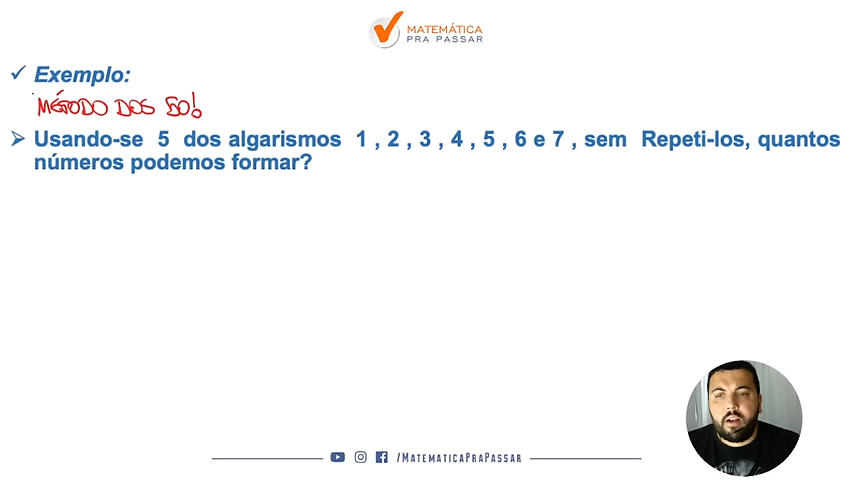 MATEMÁTICA
PRA PASSAR
Exemplo:
MÉTODO DOS 50!
Usando-se 5 dos algarismos 1 , 2 , 3 , 4 , 5 , 6 e 7 , sem Repeti-los, quantos
números podemos formar?
/MATEMATICAPRAPASSAR